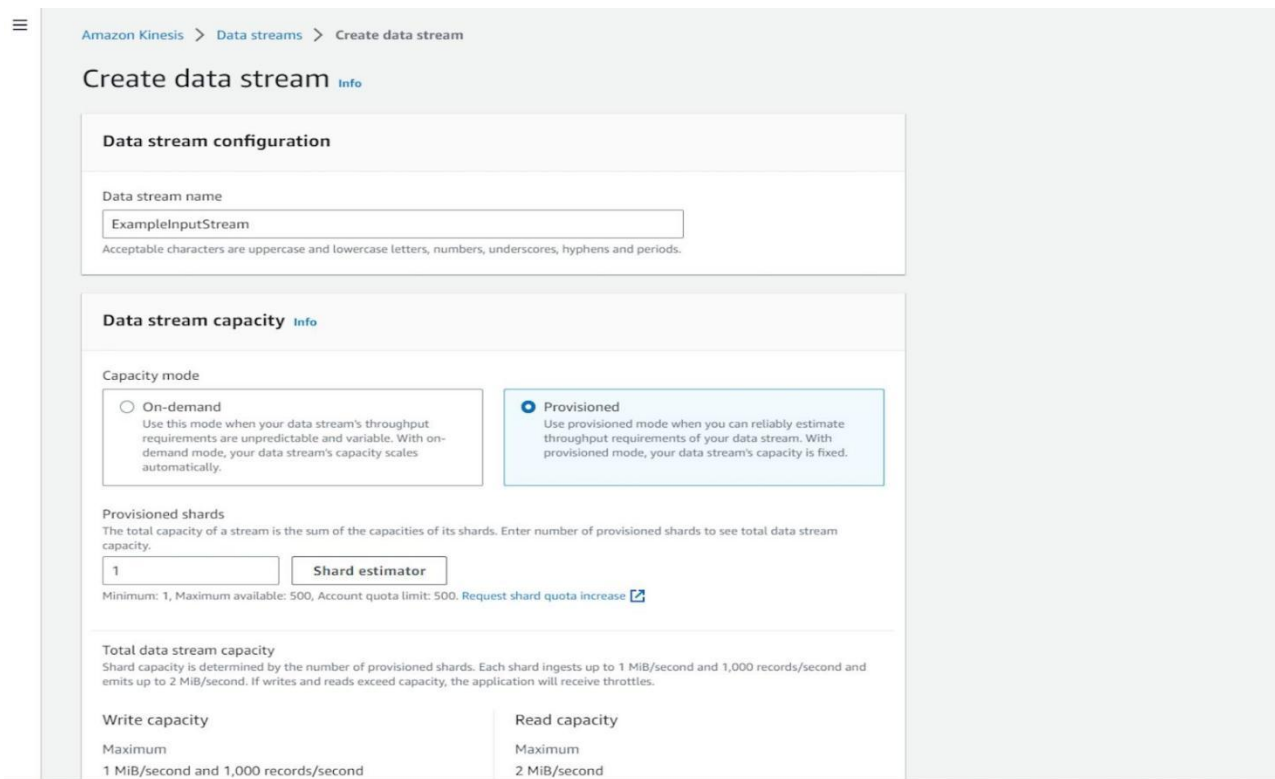 Amazon Kinesis > Data streams > Create data stream
Create data stream Info
Data stream configuration
Data stream name
ExampleInputStream
Acceptable characters are uppercase and lowercase letters, numbers, underscores, hyphens and periods.
Data stream capacity Info
Capacity mode
On-demand
Use this mode when your data stream's throughput
requirements are unpredictable and variable. With on-
demand mode, your data stream's capacity scales
automatically.
Provisioned
Use provisioned mode when you can reliably estimate
throughput requirements of your data stream. With
provisioned mode, your data stream's capacity is fixed.
Provisioned shards
The total capacity of a stream is the sum of the capacities of its shards. Enter number of provisioned shards to see total data stream
capacity.
1
Shard estimator
Minimum: 1, Maximum available: 500, Account quota limit: 500. Request shard quota increase
Total data stream capacity
Shard capacity is determined by the number of provisioned shards. Each shard ingests up to 1 MiB/second and 1,000 records/second and
emits up to 2 MiB/second. If writes and reads exceed capacity, the application will receive throttles.
Write capacity
Maximum
1 MiB/second and 1,000 records/second
Read capacity
Maximum
2 MiB/second